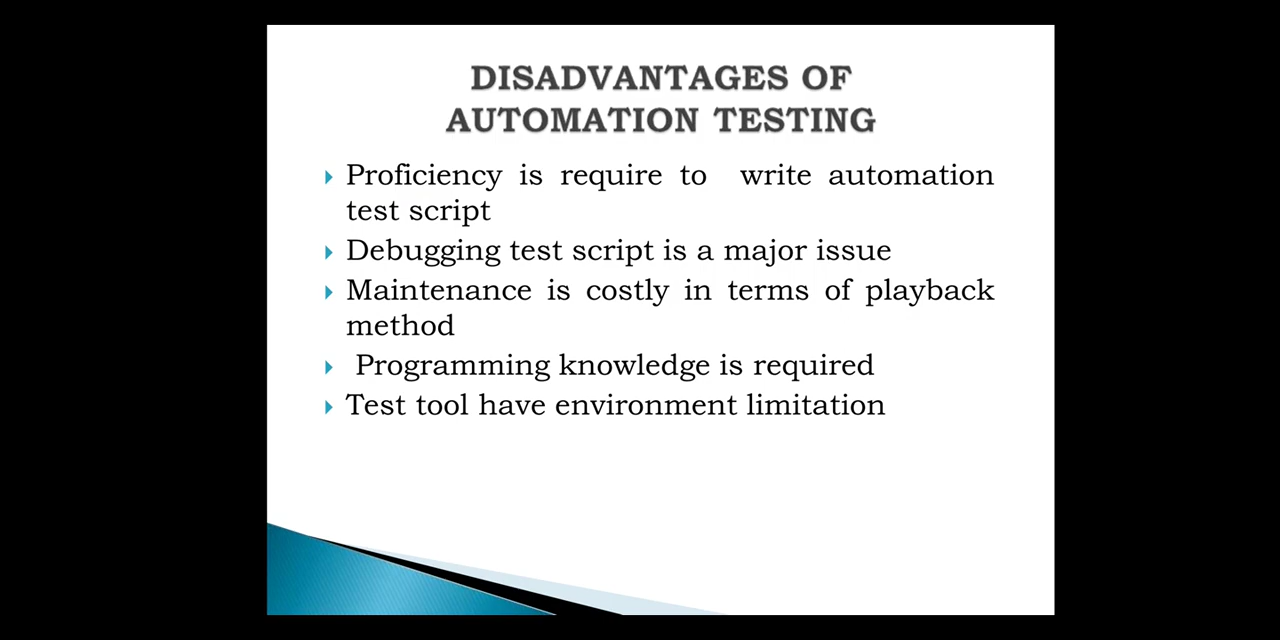 DISADVANTAGES OF
AUTOMATION TESTING
Proficiency is require to write automation
test script
Debugging test script is a major issue
Maintenance is costly in terms of playback
method
Programming knowledge is required
Test tool have environment limitation